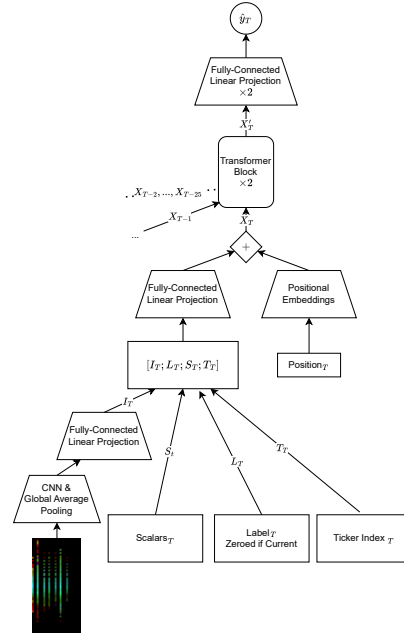 ŷ_T
Fully-Connected
Linear Projection
×2
X'_T
Transformer
Block
×2
X_{T−2}, ..., X_{T−25}
X_{T−1}
...
X_T
+
Fully-Connected
Linear Projection
Positional
Embeddings
[I_T; L_T; S_T; T_T]
Position_T
I_T
Fully-Connected
Linear Projection
S_t
L_T
T_T
CNN &
Global Average
Pooling
Scalars_T
Label_T
Zeroed if Current
Ticker Index_T